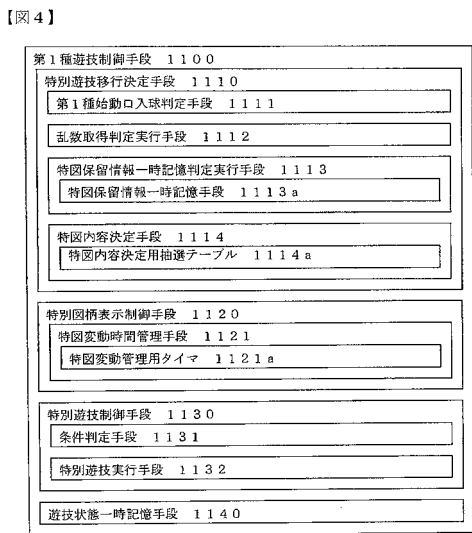 【図4】
第1種遊技制御手段 1100
特別遊技移行決定手段 1110
第1種始動口入球判定手段 1111
乱数取得判定実行手段 1112
特図保留情報一時記憶判定実行手段 1113
特図保留情報一時記憶手段 1113a
特図内容決定手段 1114
特図内容決定用抽選テーブル 1114a
特別図柄表示制御手段 1120
特図変動時間管理手段 1121
特図変動管理用タイマ 1121a
特別遊技制御手段 1130
条件判定手段 1131
特別遊技実行手段 1132
遊技状態一時記憶手段 1140